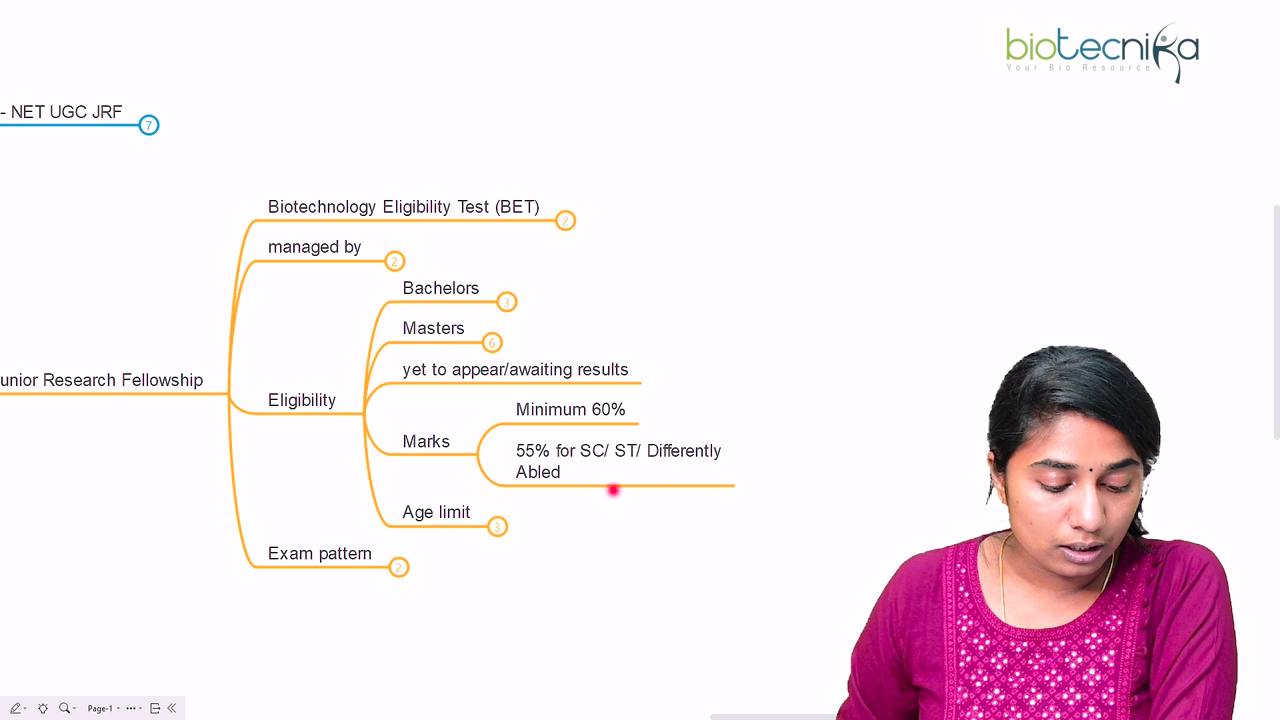 biotecnika
Your Bio Resource
- NET UGC JRF
7
Biotechnology Eligibility Test (BET)
2
managed by
2
Bachelors
3
Masters
6
yet to appear/awaiting results
unior Research Fellowship
Eligibility
Minimum 60%
Marks
55% for SC/ ST/ Differently
Abled
Age limit
3
Exam pattern
2
Page-1